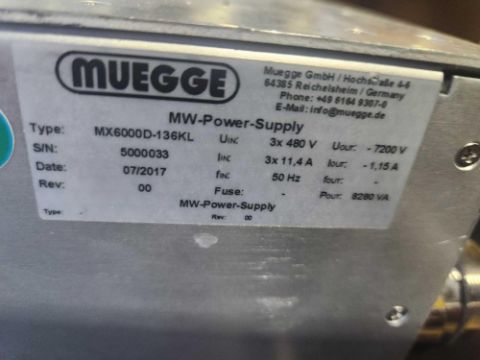 MUEGGE
Muegge GmbH / Hochstraße 4-6
64385 Reichelsheim / Germany
Phone: +49 6164 9307-0
E-Mail: info@muegge.de
MW-Power-Supply
Type: MX6000D-136KL UIN: 3x 480 V UOUT: - 7200 V
S/N: 5000033 IIN: 3x 11,4 A IOUT: - 1,15 A
Date: 07/2017 fIN: 50 Hz fOUT: -
Rev: 00 Fuse: - POUT: 8280 VA
MW-Power-Supply
Type: Rev: 00